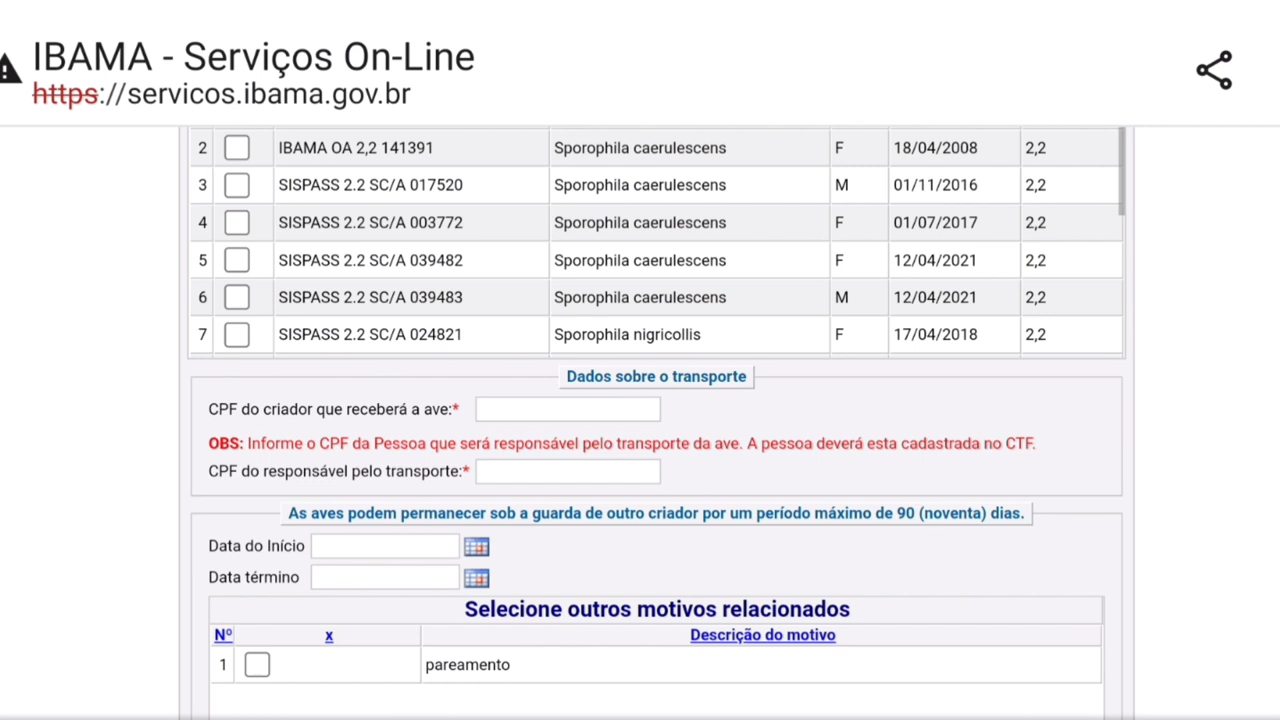 IBAMA - Serviços On-Line
https://servicos.ibama.gov.br
2 IBAMA OA 2,2 141391 Sporophila caerulescens F 18/04/2008 2,2
3 SISPASS 2.2 SC/A 017520 Sporophila caerulescens M 01/11/2016 2,2
4 SISPASS 2.2 SC/A 003772 Sporophila caerulescens F 01/07/2017 2,2
5 SISPASS 2.2 SC/A 039482 Sporophila caerulescens F 12/04/2021 2,2
6 SISPASS 2.2 SC/A 039483 Sporophila caerulescens M 12/04/2021 2,2
7 SISPASS 2.2 SC/A 024821 Sporophila nigricollis F 17/04/2018 2,2
Dados sobre o transporte
CPF do criador que receberá a ave:*
OBS: Informe o CPF da Pessoa que será responsável pelo transporte da ave. A pessoa deverá esta cadastrada no CTF.
CPF do responsável pelo transporte:*
As aves podem permanecer sob a guarda de outro criador por um período máximo de 90 (noventa) dias.
Data do Início
Data término
Selecione outros motivos relacionados
Nº x Descrição do motivo
1 pareamento